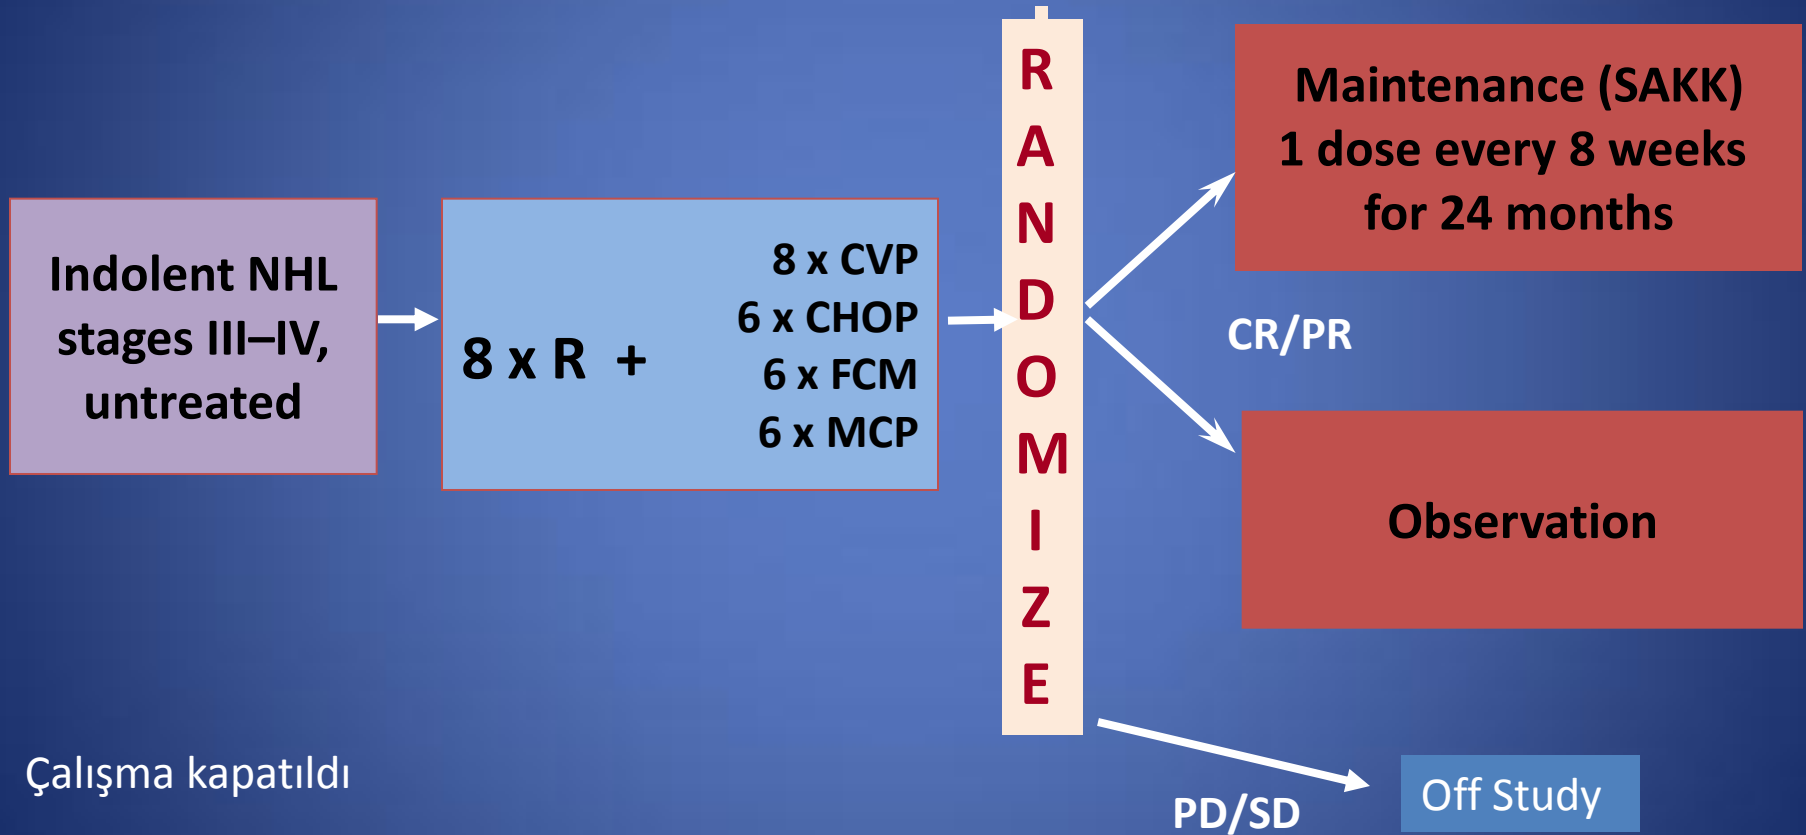 Indolent NHL
stages III–IV,
untreated
8 x R +
8 x CVP
6 x CHOP
6 x FCM
6 x MCP
RANDOMIZE
Maintenance (SAKK)
1 dose every 8 weeks
for 24 months
CR/PR
Observation
PD/SD
Off Study
Çalışma kapatıldı